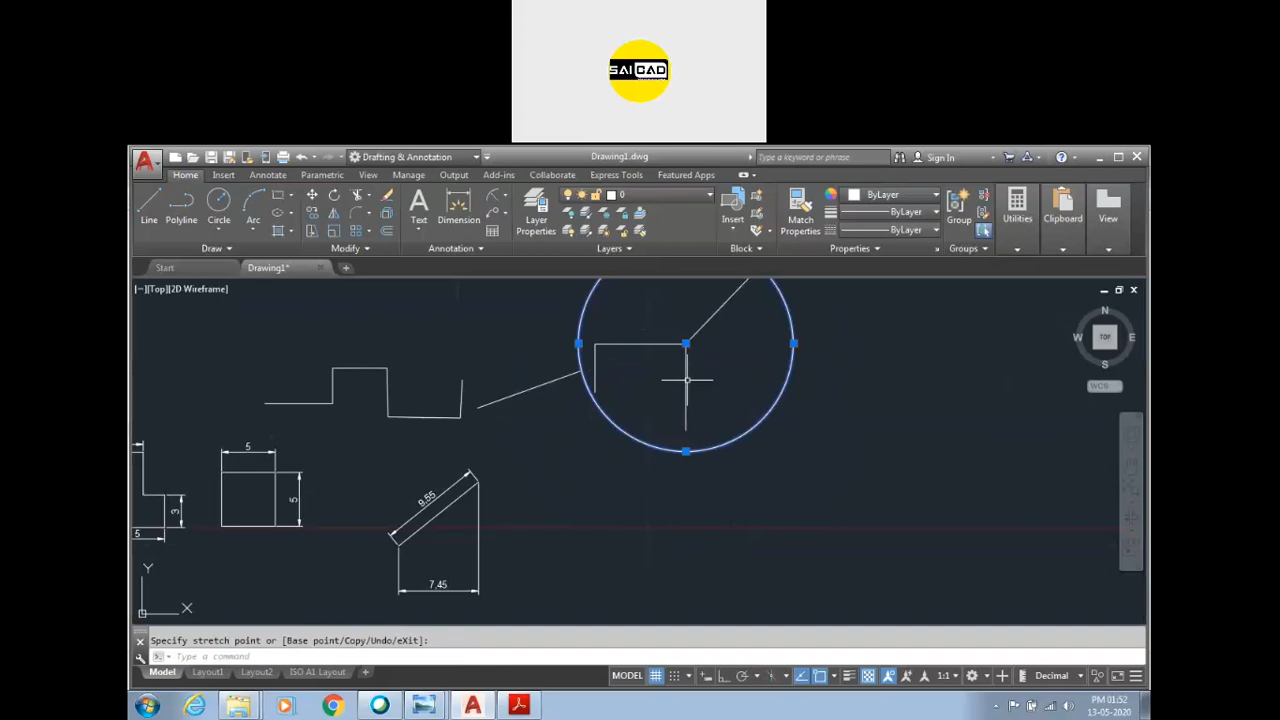 SAI CAD
Drafting & Annotation
Drawing1.dwg
Type a keyword or phrase
Sign In
Home Insert Annotate Parametric View Manage Output Add-ins Collaborate Express Tools Featured Apps
0
ByLayer
ByLayer
ByLayer
Line Polyline Circle Arc
Text Dimension
Layer Properties
Insert
Match Properties
Group
Utilities
Clipboard
View
Draw Modify Annotation Layers Block Properties Groups
Start Drawing1*
[−][Top][2D Wireframe]
N
W TOP E
S
WCS
5
9.55
5
3
5
7.45
Y
X
Specify stretch point or [Base point/Copy/Undo/eXit]:
Type a command
Model Layout1 Layout2 ISO A1 Layout
MODEL 1:1 Decimal
PM 01:52
13-05-2020